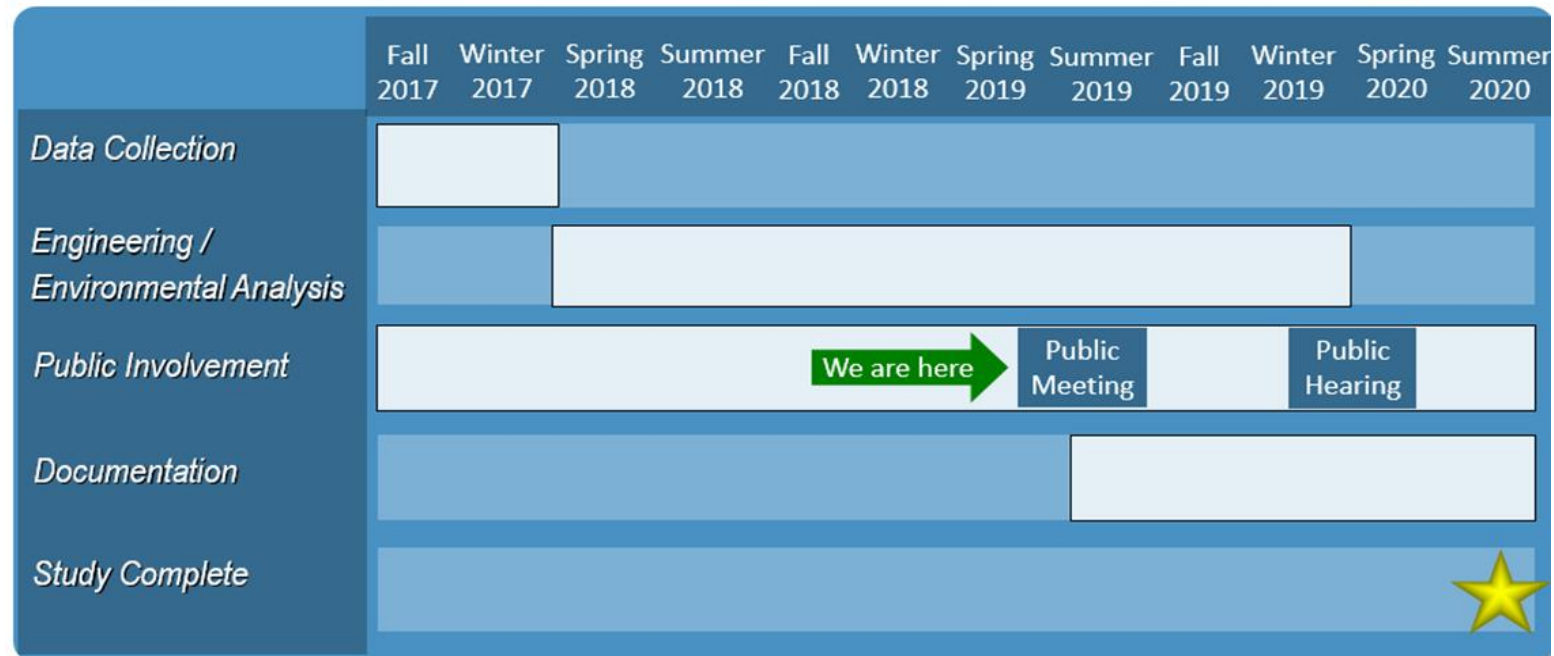 Fall Winter Spring Summer Fall Winter Spring Summer Fall Winter Spring Summer
2017 2017 2018 2018 2018 2018 2019 2019 2019 2019 2020 2020
Data Collection
Engineering /
Environmental Analysis
Public Involvement
We are here
Public
Meeting
Public
Hearing
Documentation
Study Complete